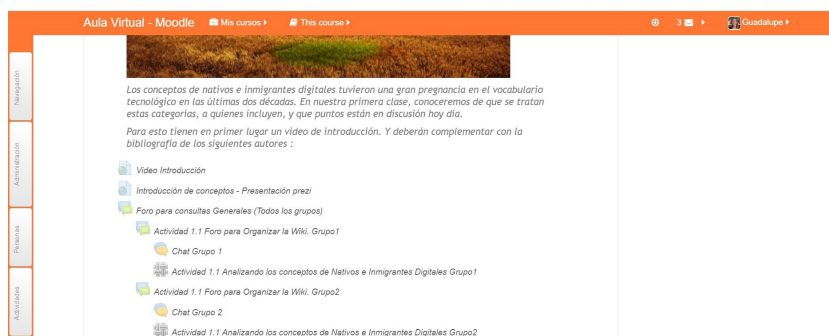 Aula Virtual - Moodle Mis cursos This course 3 Guadalupe
Navegación
Administración
Personas
Actividades
Los conceptos de nativos e inmigrantes digitales tuvieron una gran pregnancia en el vocabulario
tecnológico en las últimas dos décadas. En nuestra primera clase, conoceremos de que se tratan
estas categorías, a quienes incluyen, y que puntos están en discusión hoy día.
Para esto tienen en primer lugar un video de introducción. Y deberán complementar con la
bibliografía de los siguientes autores :
Video Introducción
Introducción de conceptos - Presentación prezi
Foro para consultas Generales (Todos los grupos)
Actividad 1.1 Foro para Organizar la Wiki. Grupo1
Chat Grupo 1
Actividad 1.1 Analizando los conceptos de Nativos e Inmigrantes Digitales Grupo1
Actividad 1.1 Foro para Organizar la Wiki. Grupo2
Chat Grupo 2
Actividad 1.1 Analizando los conceptos de Nativos e Inmigrantes Digitales Grupo2